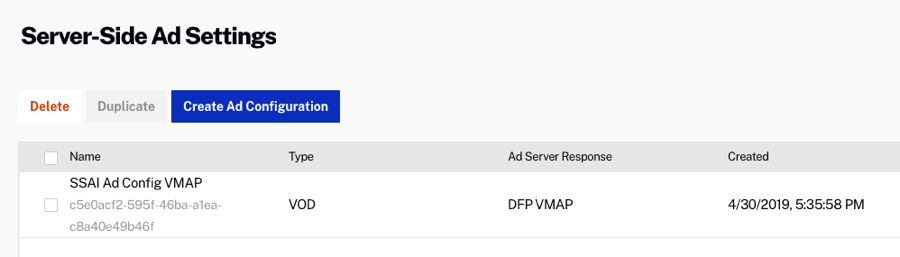 Server-Side Ad Settings
Delete Duplicate Create Ad Configuration
Name Type Ad Server Response Created
SSAI Ad Config VMAP
c5e0acf2-595f-46ba-a1ea-
c8a40e49b46f
VOD DFP VMAP 4/30/2019, 5:35:58 PM